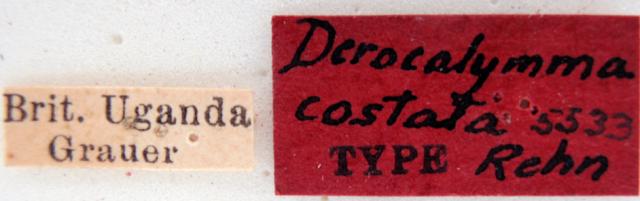 Brit. Uganda
Grauer
Derocalymma
costata 5533
TYPE Rehn